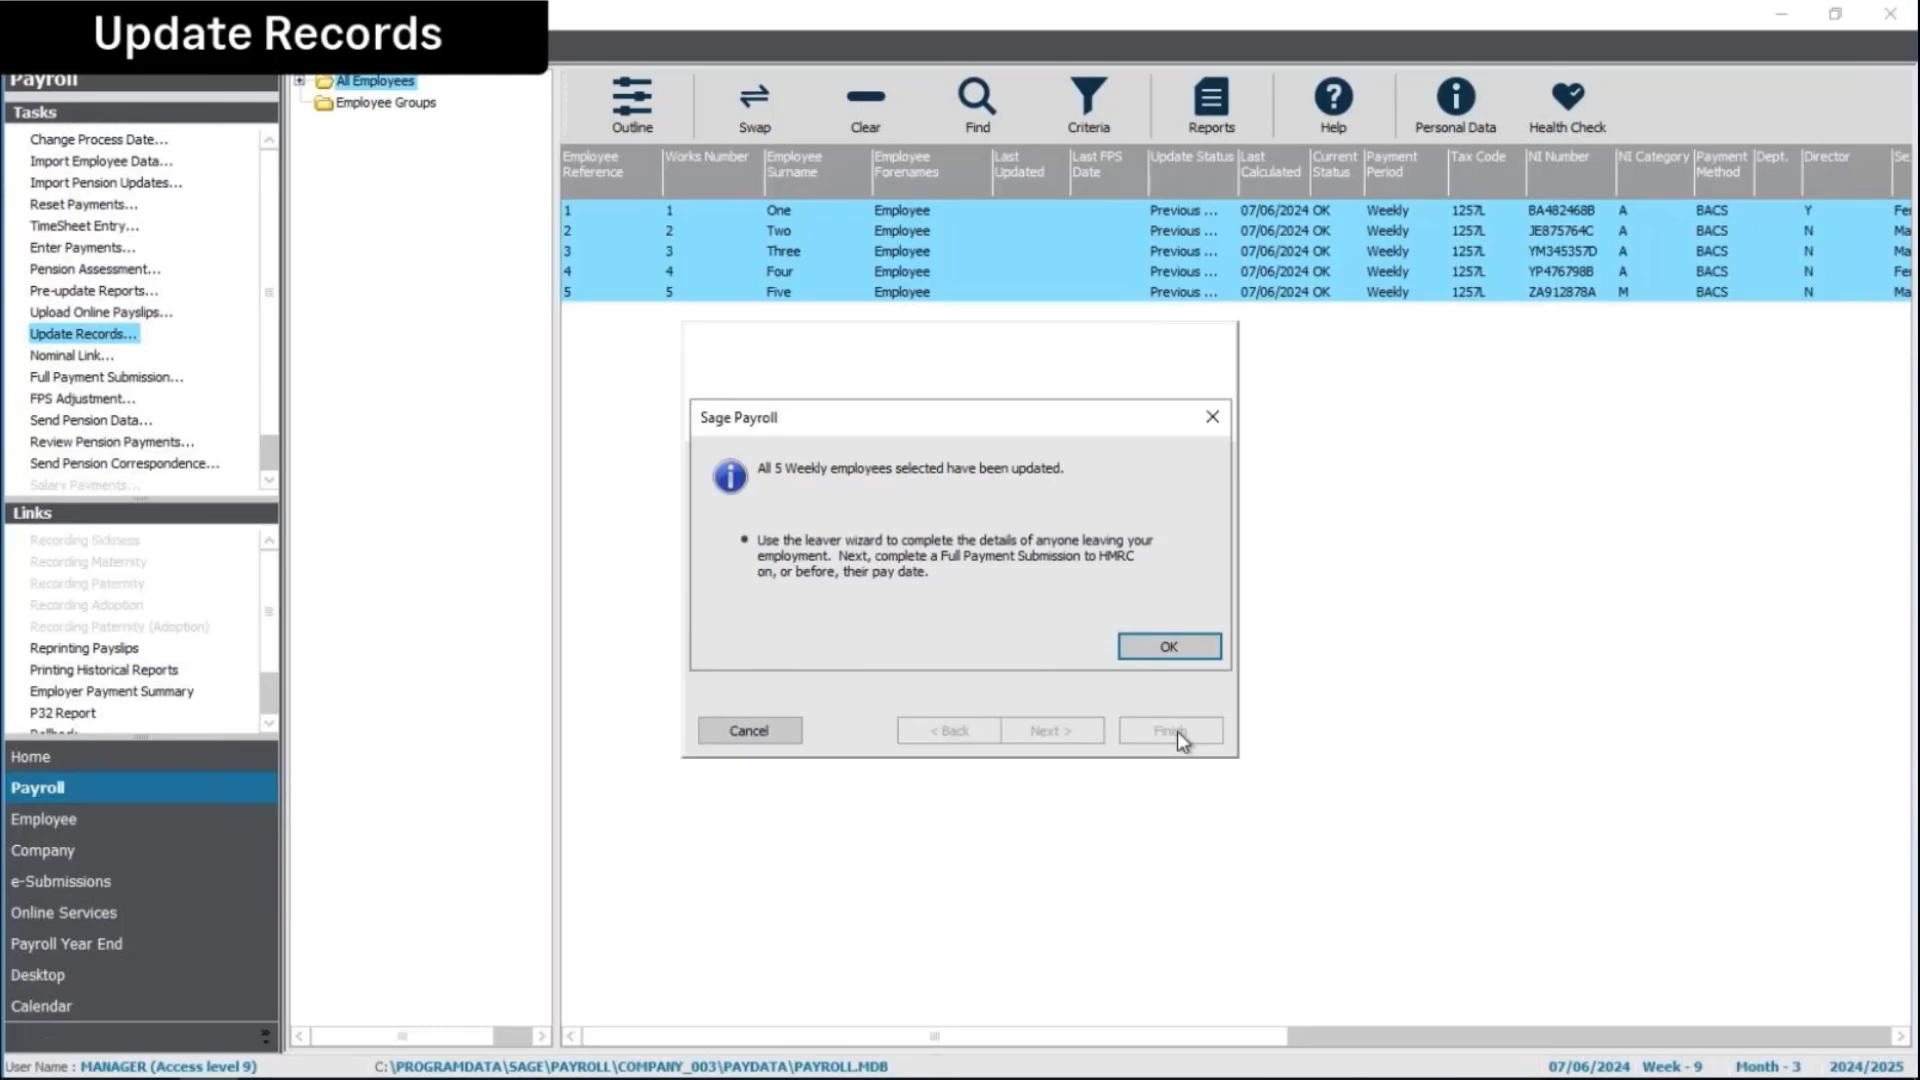 Update Records
Payroll
Tasks
Change Process Date...
Import Employee Data...
Import Pension Updates...
Reset Payments...
TimeSheet Entry...
Enter Payments...
Pension Assessment...
Pre-update Reports...
Upload Online Payslips...
Update Records...
Nominal Link...
Full Payment Submission...
FPS Adjustment...
Send Pension Data...
Review Pension Payments...
Send Pension Correspondence...
Salary Payments...
Links
Recording Sickness
Recording Maternity
Recording Paternity
Recording Adoption
Recording Paternity (Adoption)
Reprinting Payslips
Printing Historical Reports
Employer Payment Summary
P32 Report
Rollback
Home
Payroll
Employee
Company
e-Submissions
Online Services
Payroll Year End
Desktop
Calendar
All Employees
Employee Groups
Outline Swap Clear Find Criteria Reports Help Personal Data Health Check
Employee Reference Works Number Employee Surname Employee Forenames Last Updated Last FPS Date Update Status Last Calculated Current Status Payment Period Tax Code NI Number NI Category Payment Method Dept. Director Se
1 1 One Employee Previous ... 07/06/2024 OK Weekly 1257L BA482468B A BACS Y Fe
2 2 Two Employee Previous ... 07/06/2024 OK Weekly 1257L JE875764C A BACS N Ma
3 3 Three Employee Previous ... 07/06/2024 OK Weekly 1257L YM345357D A BACS N Ma
4 4 Four Employee Previous ... 07/06/2024 OK Weekly 1257L YP476798B A BACS N Fe
5 5 Five Employee Previous ... 07/06/2024 OK Weekly 1257L ZA912878A M BACS N Ma
Sage Payroll
All 5 Weekly employees selected have been updated.
• Use the leaver wizard to complete the details of anyone leaving your
employment. Next, complete a Full Payment Submission to HMRC
on, or before, their pay date.
OK
Cancel < Back Next > Finish
User Name : MANAGER (Access level 9) C:\PROGRAMDATA\SAGE\PAYROLL\COMPANY_003\PAYDATA\PAYROLL.MDB 07/06/2024 Week - 9 Month - 3 2024/2025